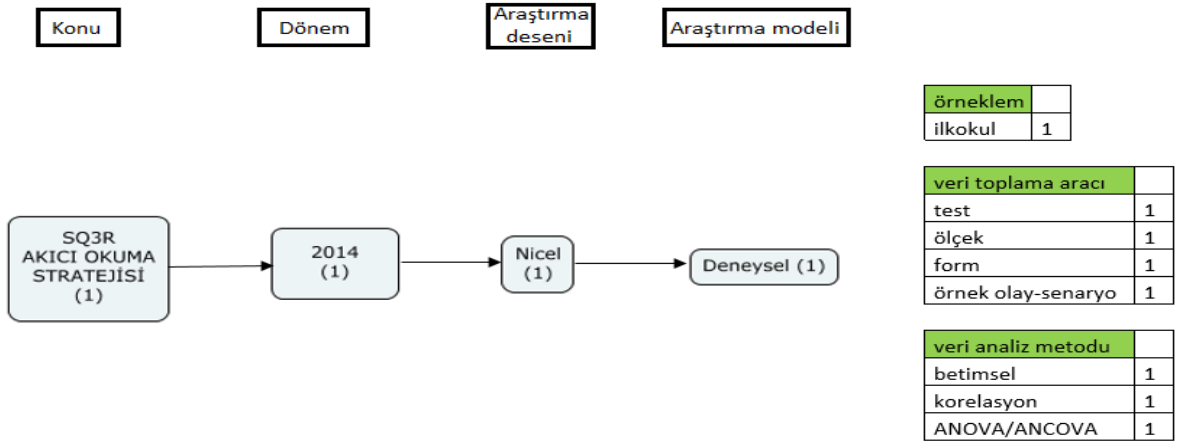 Konu
Dönem
Araştırma
deseni
Araştırma modeli
SQ3R
AKICI OKUMA
STRATEJİSİ
(1)
2014
(1)
Nicel
(1)
Deneysel (1)
örneklem
ilkokul 1
veri toplama aracı
test 1
ölçek 1
form 1
örnek olay-senaryo 1
veri analiz metodu
betimsel 1
korelasyon 1
ANOVA/ANCOVA 1